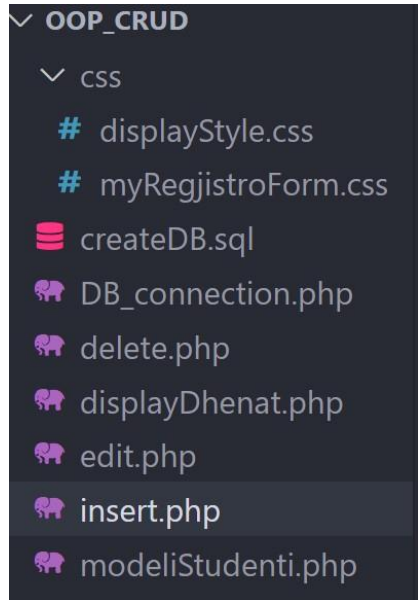 OOP_CRUD
css
# displayStyle.css
# myRegjistroForm.css
createDB.sql
DB_connection.php
delete.php
displayDhenat.php
edit.php
insert.php
modeliStudenti.php